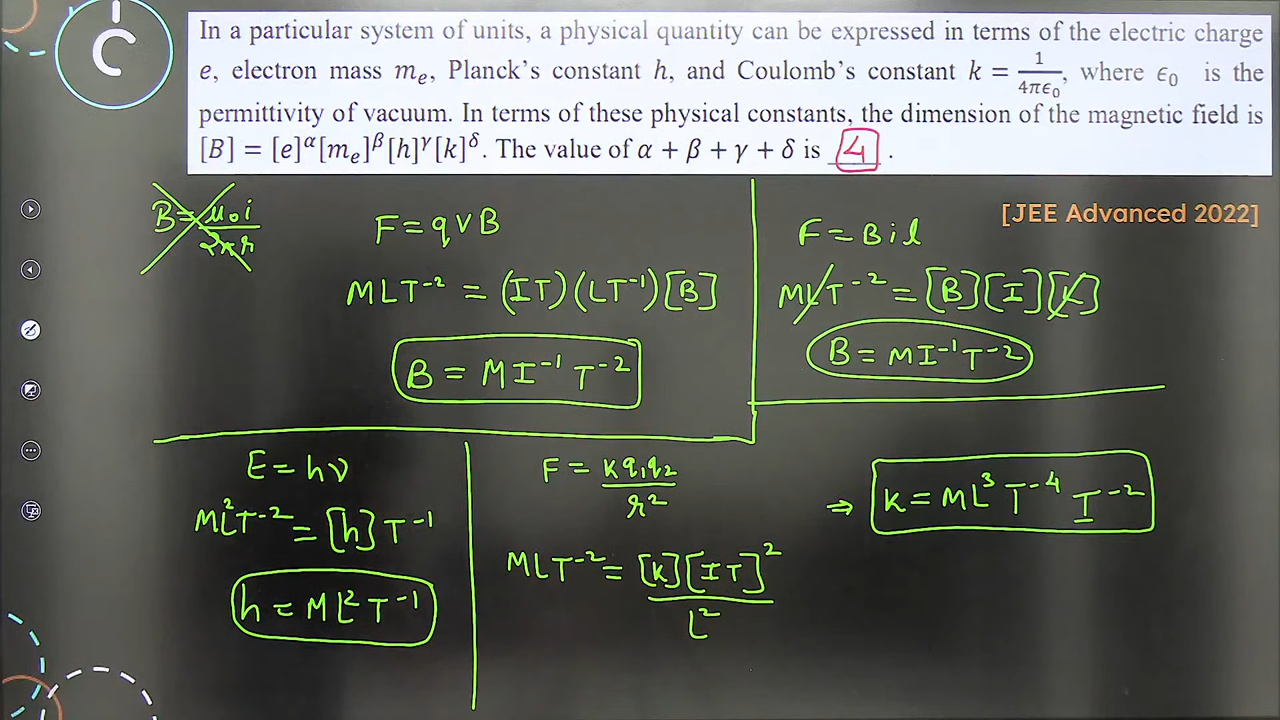 In a particular system of units, a physical quantity can be expressed in terms of the electric charge
e, electron mass mₑ, Planck's constant h, and Coulomb's constant k = 1/(4πϵ₀), where ϵ₀ is the
permittivity of vacuum. In terms of these physical constants, the dimension of the magnetic field is
[B] = [e]^α[mₑ]^β[h]^γ[k]^δ. The value of α + β + γ + δ is 4 .
[JEE Advanced 2022]
B = μ₀i/2πr
F = qVB
MLT⁻² = (IT)(LT⁻¹)[B]
B = MI⁻¹T⁻²
F = Bil
MLT⁻² = [B][I][L]
B = MI⁻¹T⁻²
E = hν
ML²T⁻² = [h]T⁻¹
h = ML²T⁻¹
F = kq₁q₂/r²
MLT⁻² = [K][IT]²/L²
⇒ K = ML³T⁻⁴I⁻²